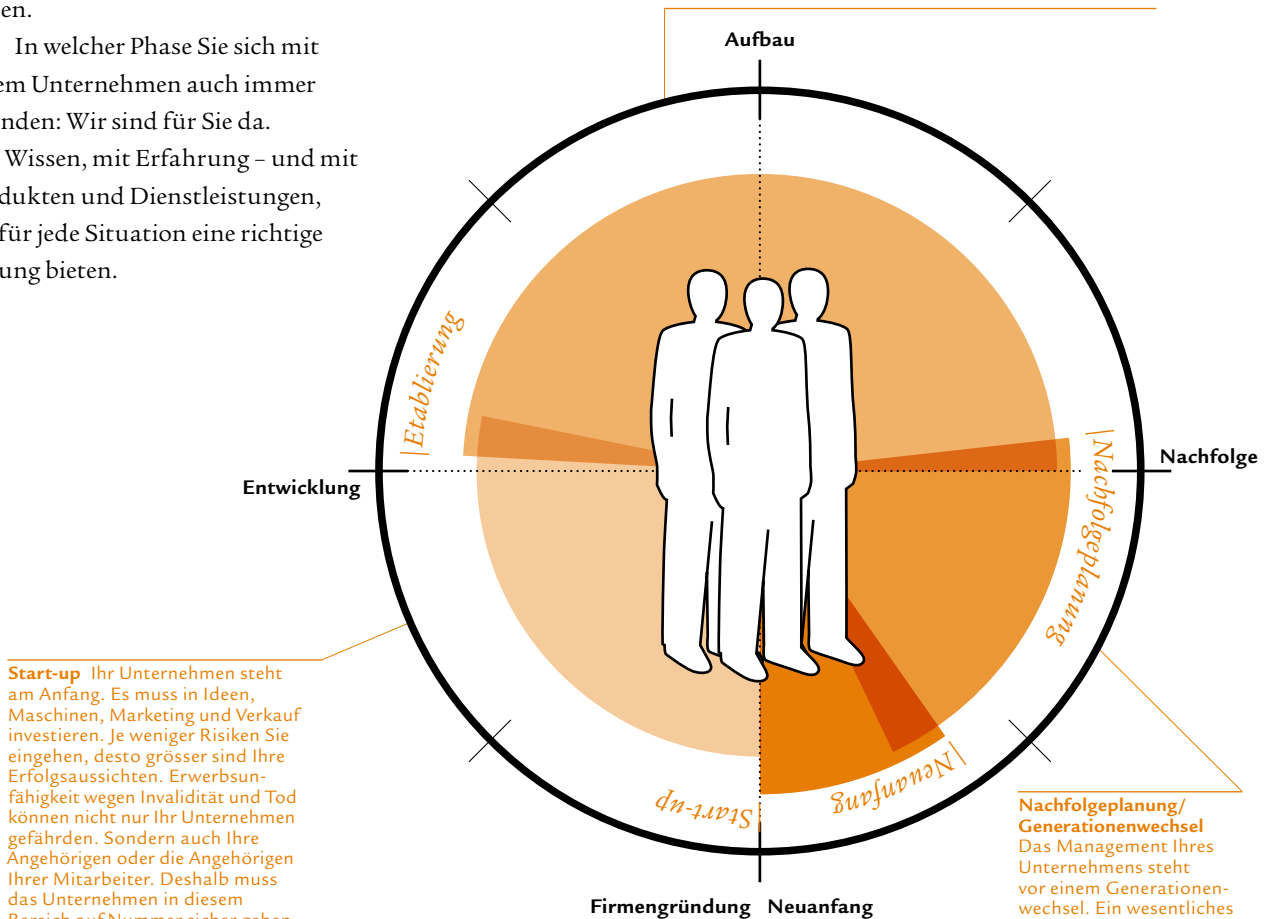 en.
In welcher Phase Sie sich mit
em Unternehmen auch immer
nden: Wir sind für Sie da.
Wissen, mit Erfahrung – und mit
dukten und Dienstleistungen,
für jede Situation eine richtige
ung bieten.
Aufbau
|Etablierung
Entwicklung
Nachfolge
|Nachfolgeplanung
|Neuanfang
|Start-up
Firmengründung
Neuanfang
Start-up Ihr Unternehmen steht
am Anfang. Es muss in Ideen,
Maschinen, Marketing und Verkauf
investieren. Je weniger Risiken Sie
eingehen, desto grösser sind Ihre
Erfolgsaussichten. Erwerbsun-
fähigkeit wegen Invalidität und Tod
können nicht nur Ihr Unternehmen
gefährden. Sondern auch Ihre
Angehörigen oder die Angehörigen
Ihrer Mitarbeiter. Deshalb muss
das Unternehmen in diesem
Bereich auf Nummer sicher gehen
Nachfolgeplanung/
Generationenwechsel
Das Management Ihres
Unternehmens steht
vor einem Generationen-
wechsel. Ein wesentliches